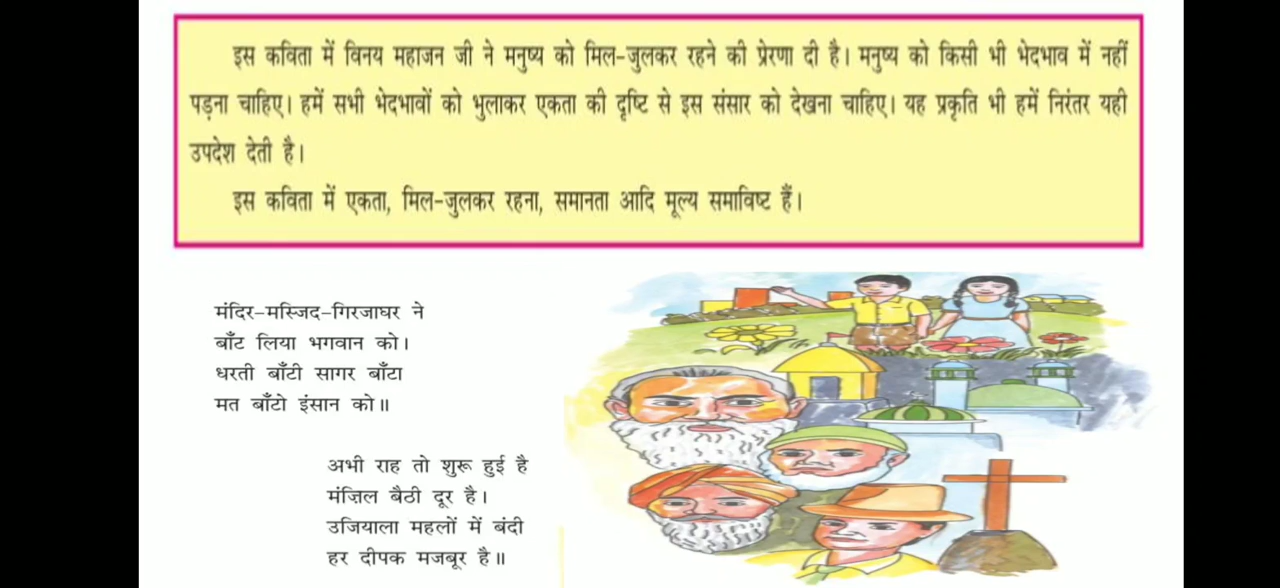 इस कविता में विनय महाजन जी ने मनुष्य को मिल-जुलकर रहने की प्रेरणा दी है। मनुष्य को किसी भी भेदभाव में नहीं
पड़ना चाहिए। हमें सभी भेदभावों को भुलाकर एकता की दृष्टि से इस संसार को देखना चाहिए। यह प्रकृति भी हमें निरंतर यही
उपदेश देती है।
इस कविता में एकता, मिल-जुलकर रहना, समानता आदि मूल्य समाविष्ट हैं।
मंदिर-मस्जिद-गिरजाघर ने
बाँट लिया भगवान को।
धरती बाँटी सागर बाँटा
मत बाँटो इंसान को॥
अभी राह तो शुरू हुई है
मंज़िल बैठी दूर है।
उजियाला महलों में बंदी
हर दीपक मजबूर है॥